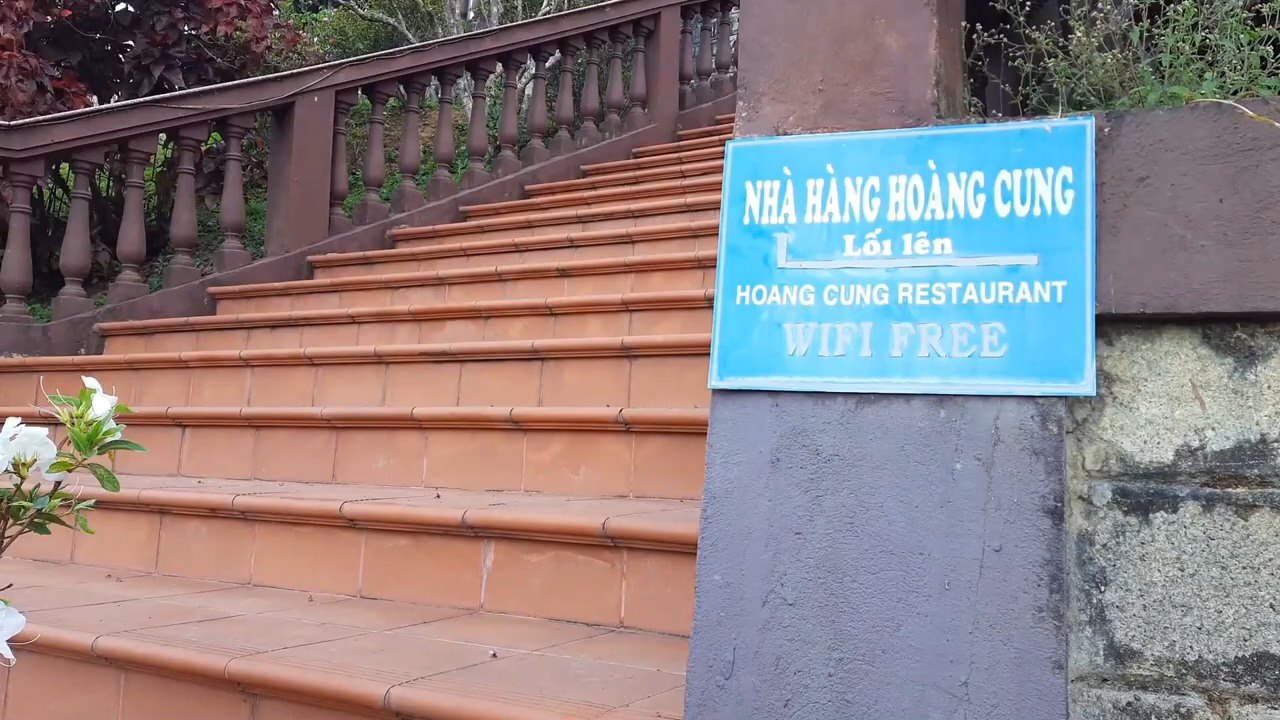 NHÀ HÀNG HOÀNG CUNG
Lối lên
HOANG CUNG RESTAURANT
WIFI FREE